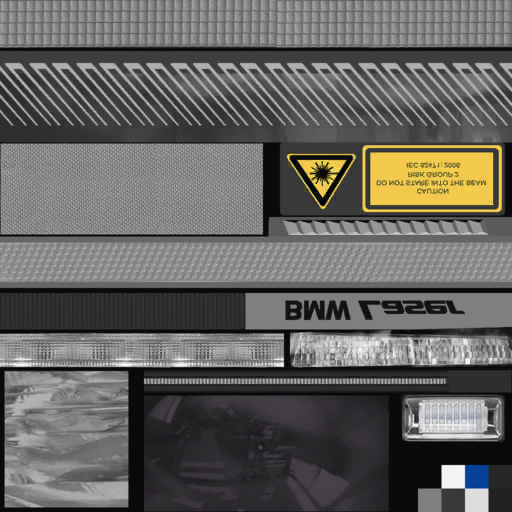 CAUTION
DO NOT STARE INTO THE BEAM
RISK GROUP 2
IEC 62471: 2006
BMW Laser